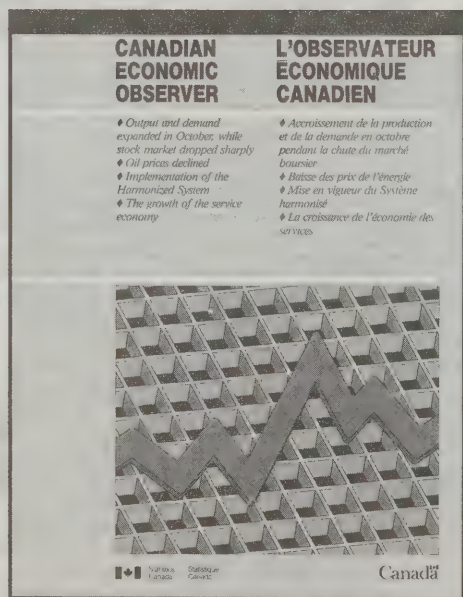 CANADIAN
ECONOMIC
OBSERVER
♦ Output and demand
expanded in October, while
stock market dropped sharply
♦ Oil prices declined
♦ Implementation of the
Harmonized System
♦ The growth of the service
economy
L'OBSERVATEUR
ÉCONOMIQUE
CANADIEN
♦ Accroissement de la production
et de la demande en octobre
pendant la chute du marché
boursier
♦ Baisse des prix de l'énergie
♦ Mise en vigueur du Système
harmonisé
♦ La croissance de l'économie des
services
Statistics
Canada
Statistique
Canada
Canada